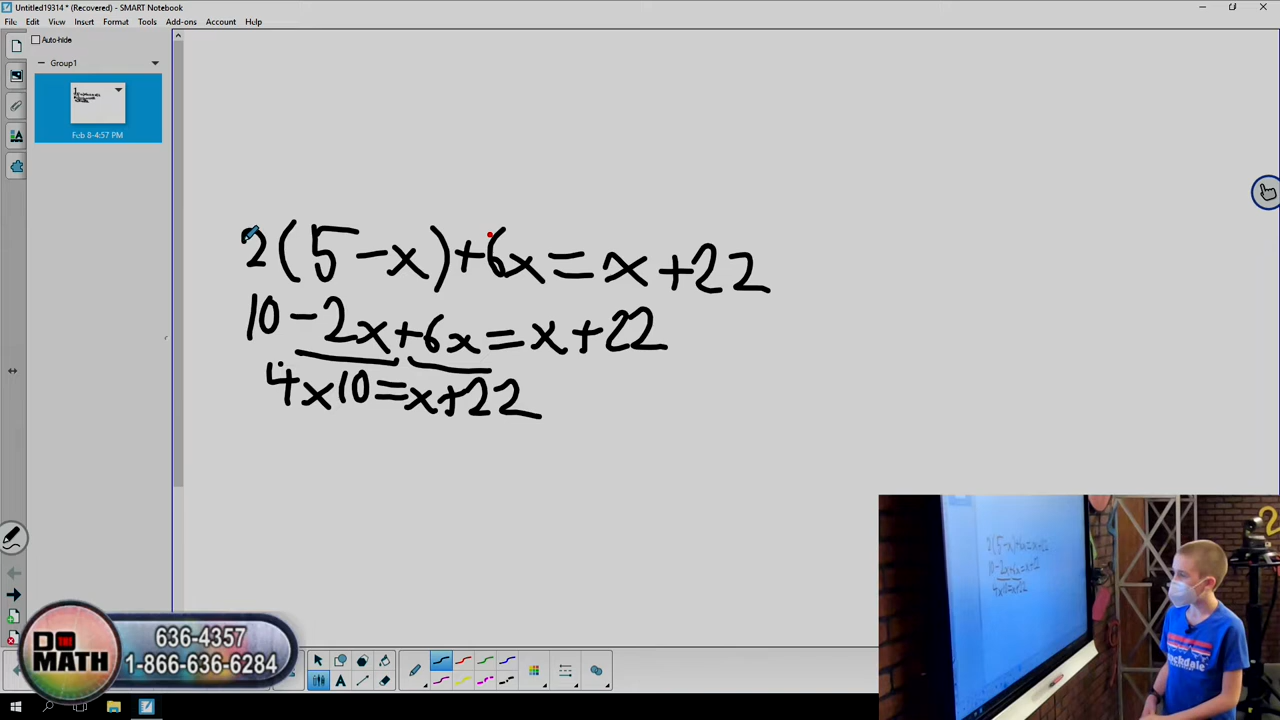 Untitled19314 * (Recovered) - SMART Notebook
File Edit View Insert Format Tools Add-ons Account Help
Auto-hide
Group1
Feb 8-4:57 PM
2(5-x)+6x=x+22
10-2x+6x=x+22
4x10=x+22
DO THE MATH
636-4357
1-866-636-6284